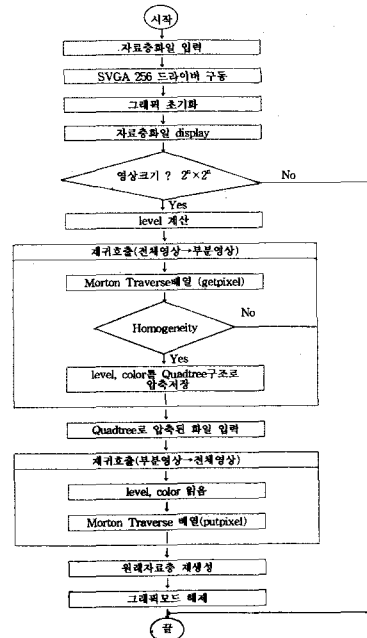 시작
자료층화일 입력
SVGA 256 드라이버 구동
그래픽 초기화
자료층화일 display
영상크기 ? 2ⁿ×2ⁿ
No
Yes
level 계산
재귀호출(전체영상→부분영상)
Morton Traverse배열 (getpixel)
Homogeneity
No
Yes
level, color를 Quadtree구조로
압축저장
Quadtree로 압축된 화일 입력
재귀호출(부분영상→전체영상)
level, color 읽음
Morton Traverse 배열(putpixel)
원래자료층 재생성
그래픽모드 해제
끝